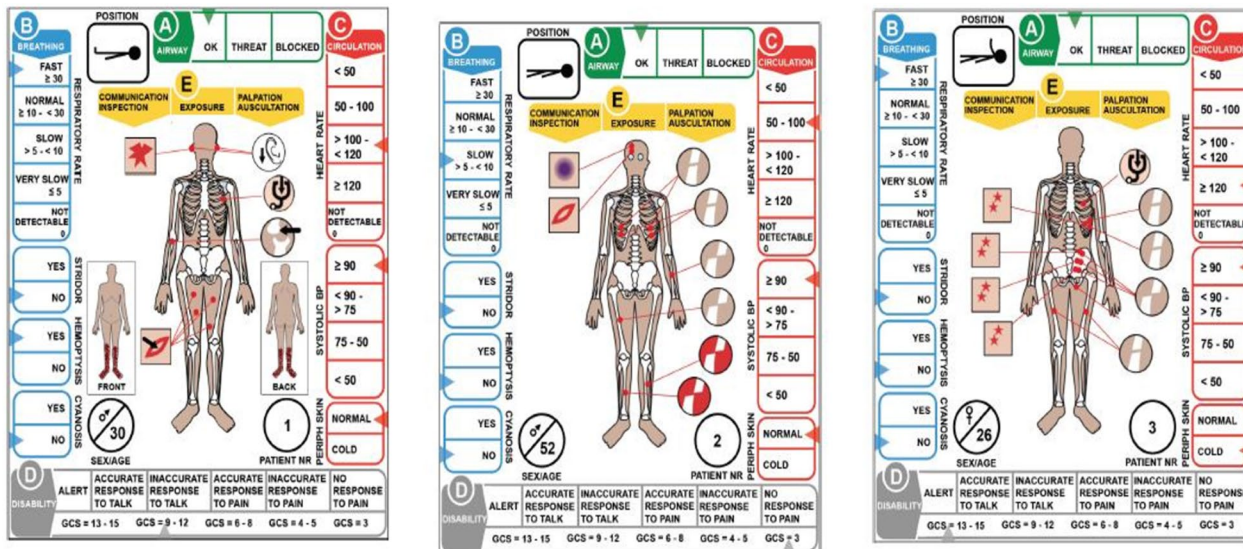 POSITION
B
BREATHING
FAST
≥ 30
NORMAL
≥ 10 - < 30
SLOW
> 5 - < 10
VERY SLOW
≤ 5
NOT
DETECTABLE
0
RESPIRATORY RATE
YES
NO
STRIDOR
YES
NO
HEMOPTYSIS
YES
NO
CYANOSIS
A
AIRWAY
OK THREAT BLOCKED
E
COMMUNICATION
INSPECTION
EXPOSURE
PALPATION
AUSCULTATION
C
CIRCULATION
< 50
50 - 100
> 100 -
< 120
≥ 120
NOT
DETECTABLE
0
HEART RATE
≥ 90
< 90 -
> 75
75 - 50
< 50
SYSTOLIC BP
NORMAL
COLD
PERIPH SKIN
FRONT
BACK
♂
30
SEX/AGE
1
PATIENT NR
D
DISABILITY
ALERT
ACCURATE
RESPONSE
TO TALK
INACCURATE
RESPONSE
TO TALK
ACCURATE
RESPONSE
TO PAIN
INACCURATE
RESPONSE
TO PAIN
NO
RESPONSE
TO PAIN
GCS = 13 - 15 GCS = 9 - 12 GCS = 6 - 8 GCS = 4 - 5 GCS = 3
POSITION
B
BREATHING
FAST
≥ 30
NORMAL
≥ 10 - < 30
SLOW
> 5 - < 10
VERY SLOW
≤ 5
NOT
DETECTABLE
0
RESPIRATORY RATE
YES
NO
STRIDOR
YES
NO
HEMOPTYSIS
YES
NO
CYANOSIS
A
AIRWAY
OK THREAT BLOCKED
E
COMMUNICATION
INSPECTION
EXPOSURE
PALPATION
AUSCULTATION
C
CIRCULATION
< 50
50 - 100
> 100 -
< 120
≥ 120
NOT
DETECTABLE
0
HEART RATE
≥ 90
< 90 -
> 75
75 - 50
< 50
SYSTOLIC BP
NORMAL
COLD
PERIPH SKIN
♂
52
SEX/AGE
2
PATIENT NR
D
DISABILITY
ALERT
ACCURATE
RESPONSE
TO TALK
INACCURATE
RESPONSE
TO TALK
ACCURATE
RESPONSE
TO PAIN
INACCURATE
RESPONSE
TO PAIN
NO
RESPONSE
TO PAIN
GCS = 13 - 15 GCS = 9 - 12 GCS = 6 - 8 GCS = 4 - 5 GCS = 3
POSITION
B
BREATHING
FAST
≥ 30
NORMAL
≥ 10 - < 30
SLOW
> 5 - < 10
VERY SLOW
≤ 5
NOT
DETECTABLE
0
RESPIRATORY RATE
YES
NO
STRIDOR
YES
NO
HEMOPTYSIS
YES
NO
CYANOSIS
A
AIRWAY
OK THREAT BLOCKED
E
COMMUNICATION
INSPECTION
EXPOSURE
PALPATION
AUSCULTATION
C
CIRCULATION
< 50
50 - 100
> 100 -
< 120
≥ 120
NOT
DETECTABLE
0
HEART RATE
≥ 90
< 90 -
> 75
75 - 50
< 50
SYSTOLIC BP
NORMAL
COLD
PERIPH SKIN
♀
26
SEX/AGE
3
PATIENT NR
D
DISABILITY
ALERT
ACCURATE
RESPONSE
TO TALK
INACCURATE
RESPONSE
TO TALK
ACCURATE
RESPONSE
TO PAIN
INACCURATE
RESPONSE
TO PAIN
NO
RESPONSE
TO PAIN
GCS = 13 - 15 GCS = 9 - 12 GCS = 6 - 8 GCS = 4 - 5 GCS = 3